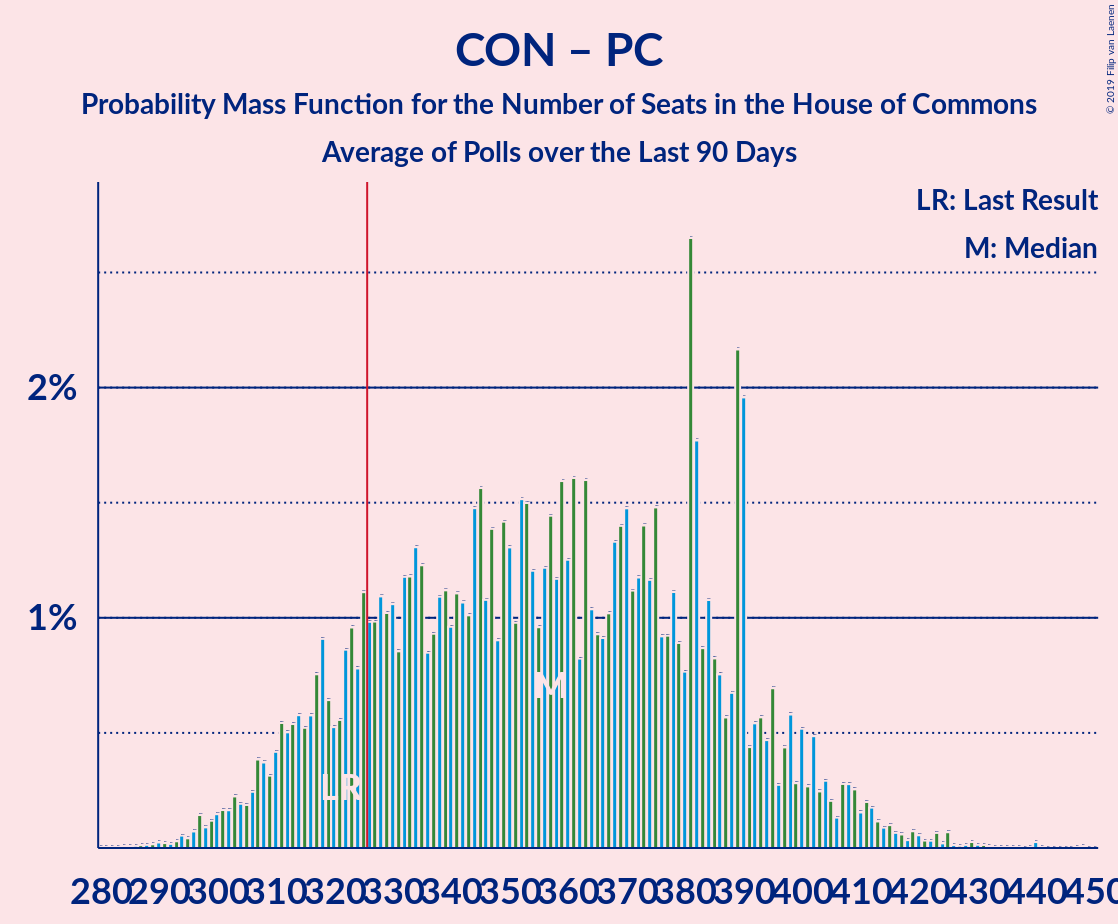 CON – PC
Probability Mass Function for the Number of Seats in the House of Commons
Average of Polls over the Last 90 Days
© 2019 Filip van Laenen
LR: Last Result
M: Median
2%
1%
M
LR
280 290 300 310 320 330 340 350 360 370 380 390 400 410 420 430 440 450